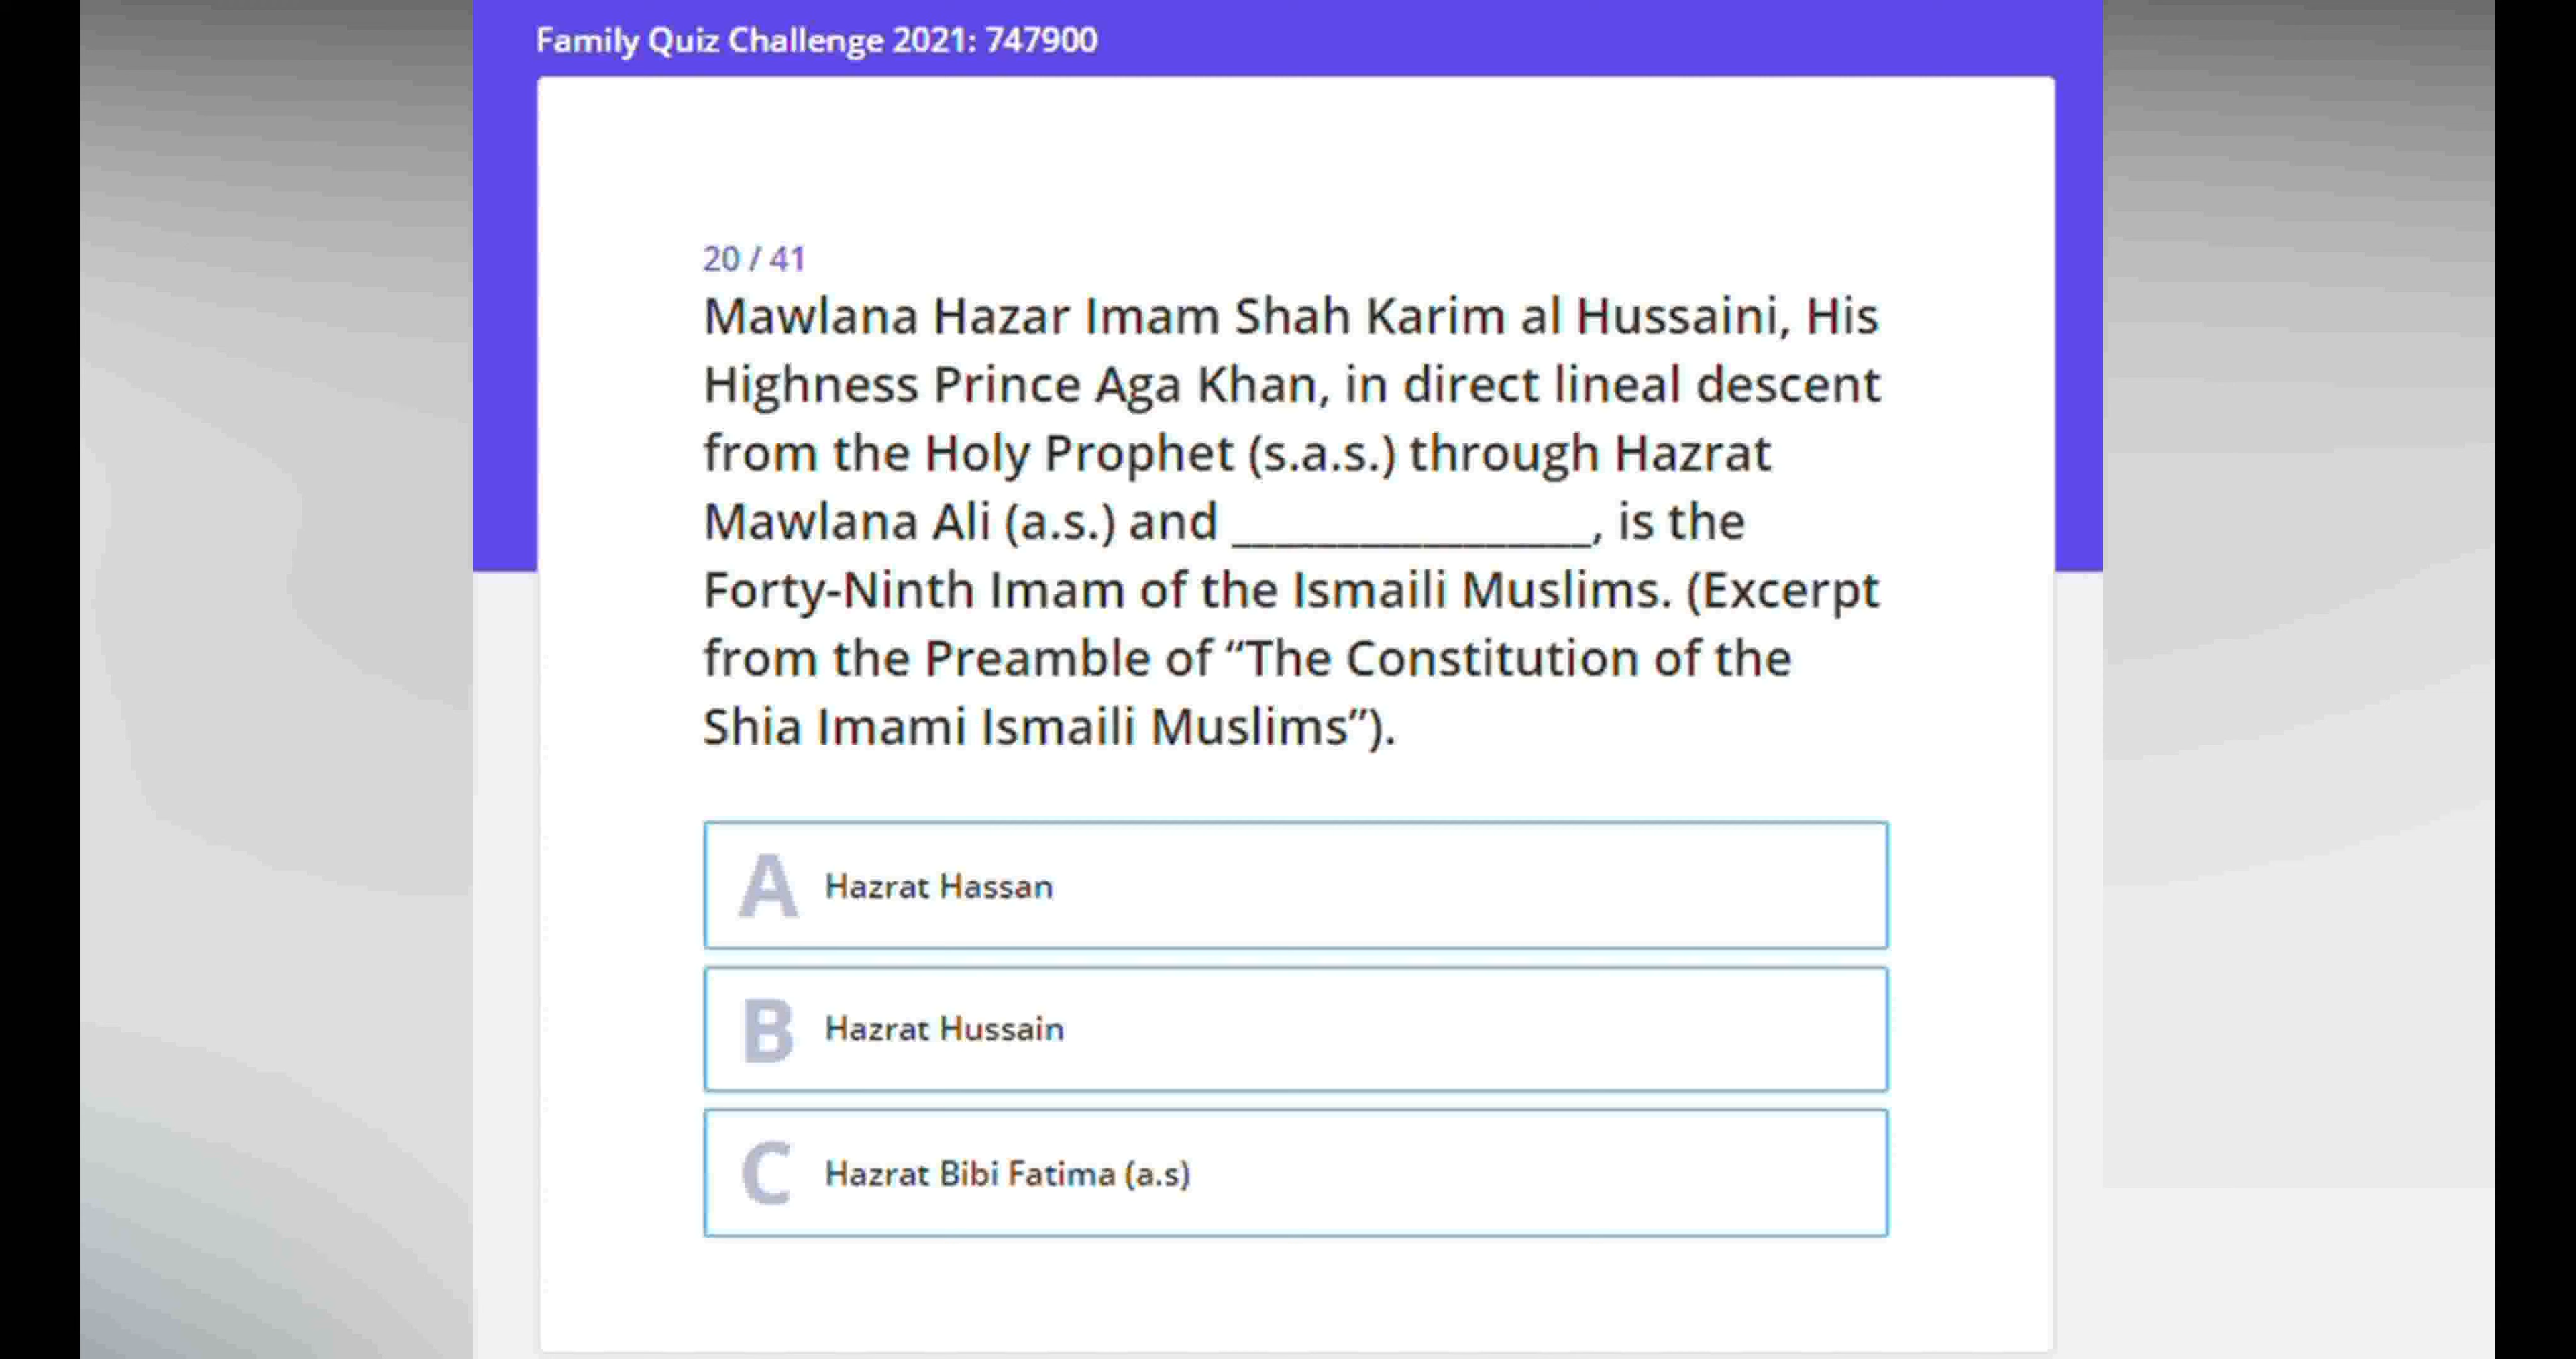 Family Quiz Challenge 2021: 747900
20 / 41
Mawlana Hazar Imam Shah Karim al Hussaini, His
Highness Prince Aga Khan, in direct lineal descent
from the Holy Prophet (s.a.s.) through Hazrat
Mawlana Ali (a.s.) and ________________, is the
Forty-Ninth Imam of the Ismaili Muslims. (Excerpt
from the Preamble of “The Constitution of the
Shia Imami Ismaili Muslims”).
A Hazrat Hassan
B Hazrat Hussain
C Hazrat Bibi Fatima (a.s)